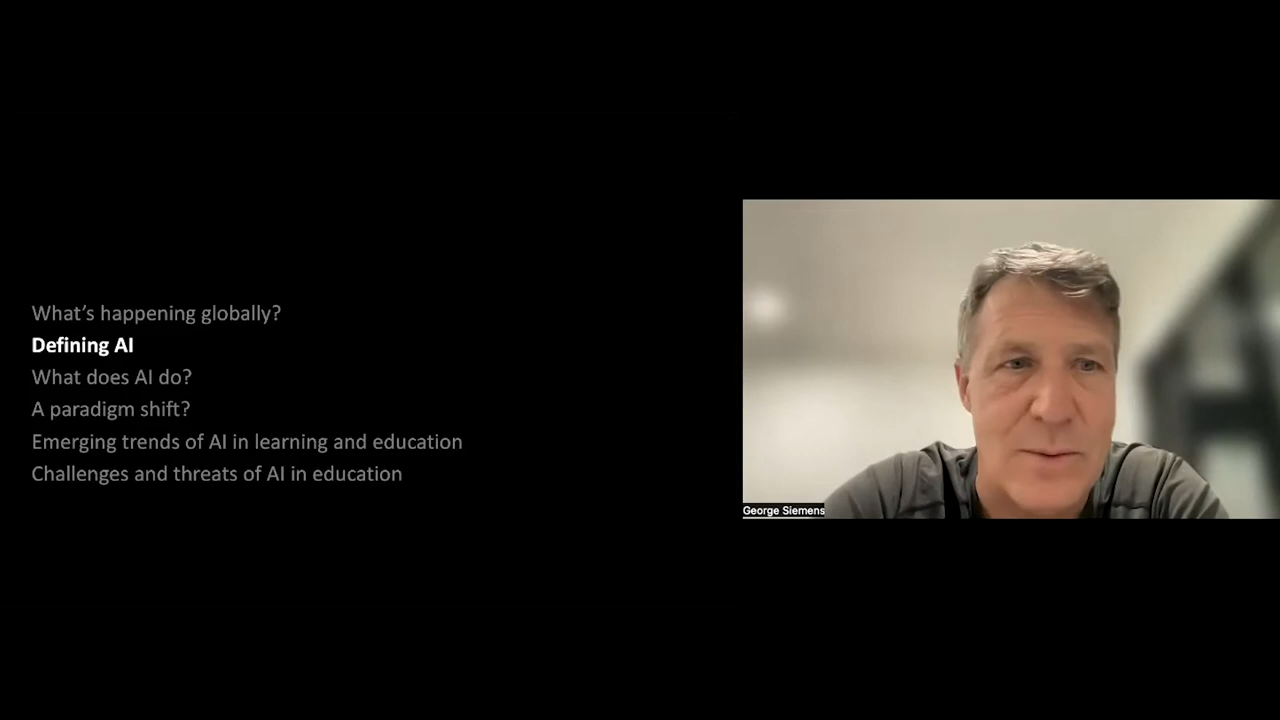 What's happening globally?
Defining AI
What does AI do?
A paradigm shift?
Emerging trends of AI in learning and education
Challenges and threats of AI in education
George Siemens